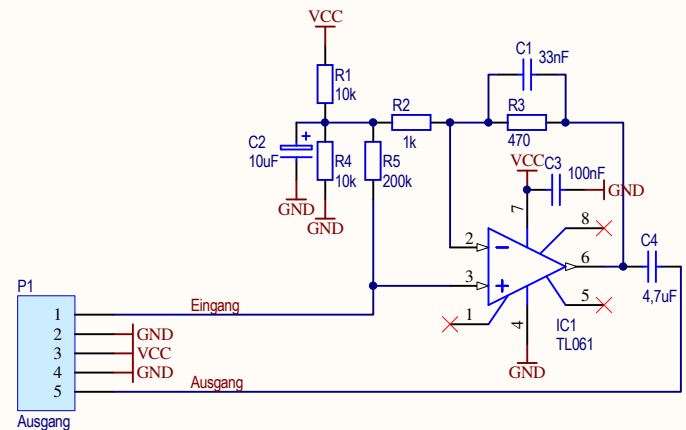 VCC
C1
33nF
R1
10k
R2
1k
R3
470
C2
10uF
+
R4
10k
R5
200k
VCC
C3
100nF
GND
GND
GND
7
8
2
3
6
C4
4,7uF
1
4
5
IC1
TL061
GND
P1
1
Eingang
2
GND
3
VCC
4
GND
5
Ausgang
Ausgang